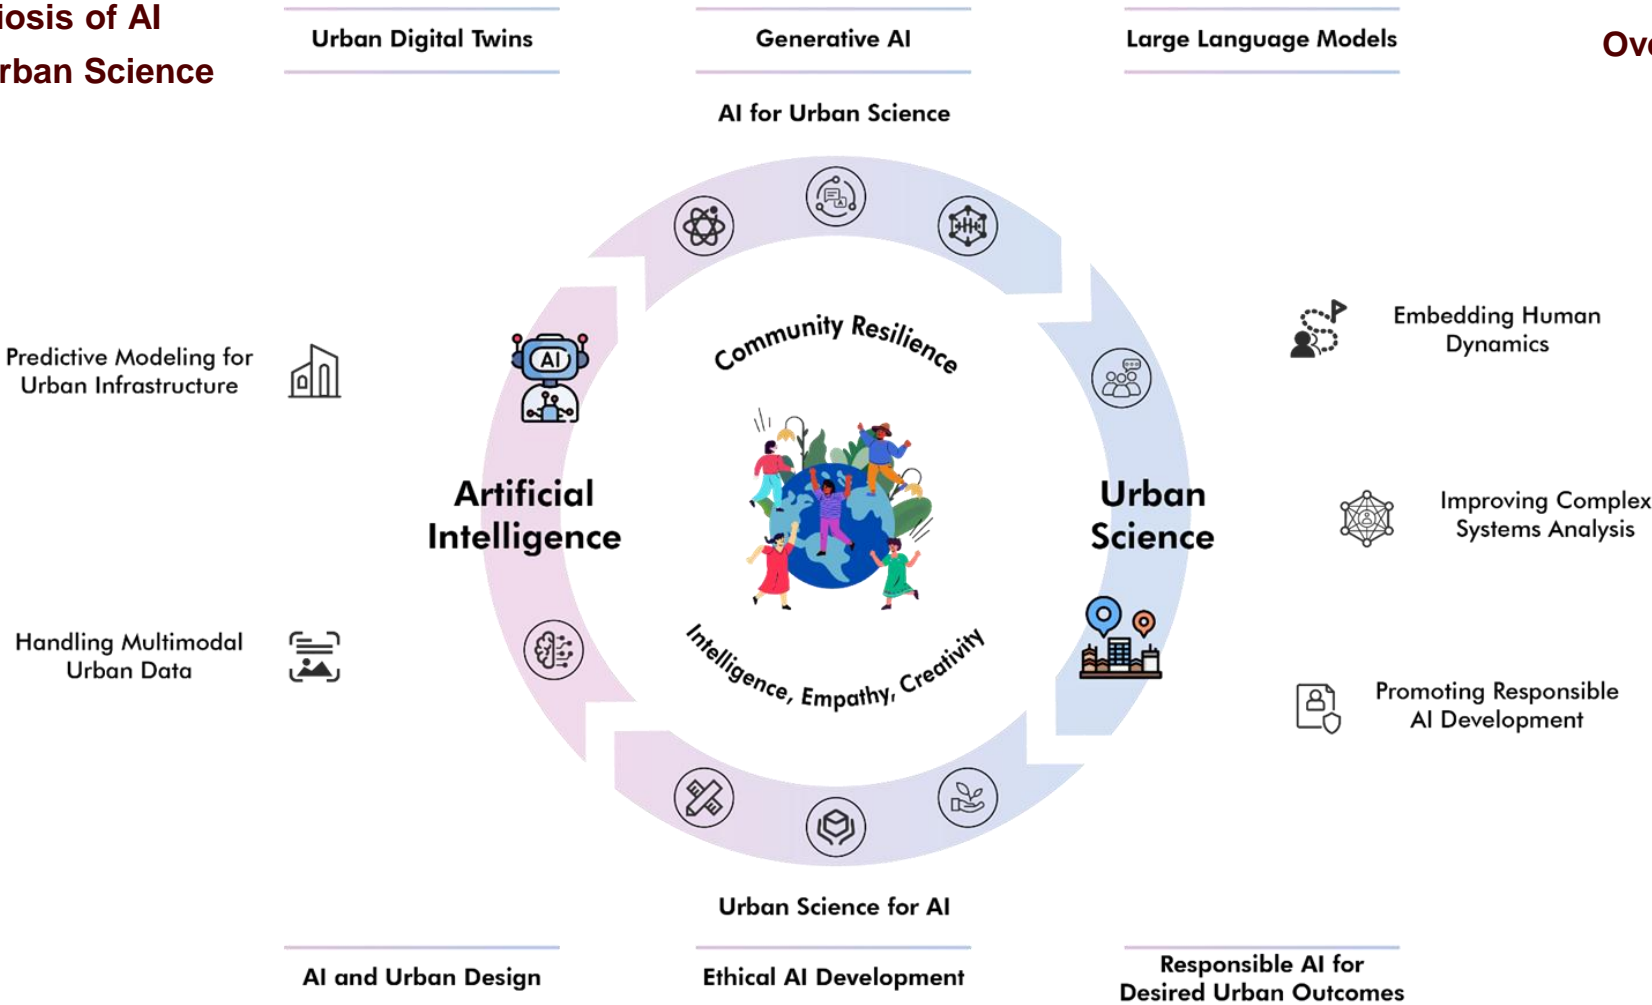 Urban Science
Urban Digital Twins
Generative AI
Large Language Models
of AI
Science
AI for Urban Science
Community Resilience
Predictive Modeling for
Urban Infrastructure
AI
Embedding Human
Dynamics
Artificial
Intelligence
Urban
Science
Improving Complex
Systems Analysis
Handling Multimodal
Urban Data
Intelligence, Empathy, Creativity
Promoting Responsible
AI Development
Urban Science for AI
AI and Urban Design
Ethical AI Development
Responsible AI for
Desired Urban Outcomes